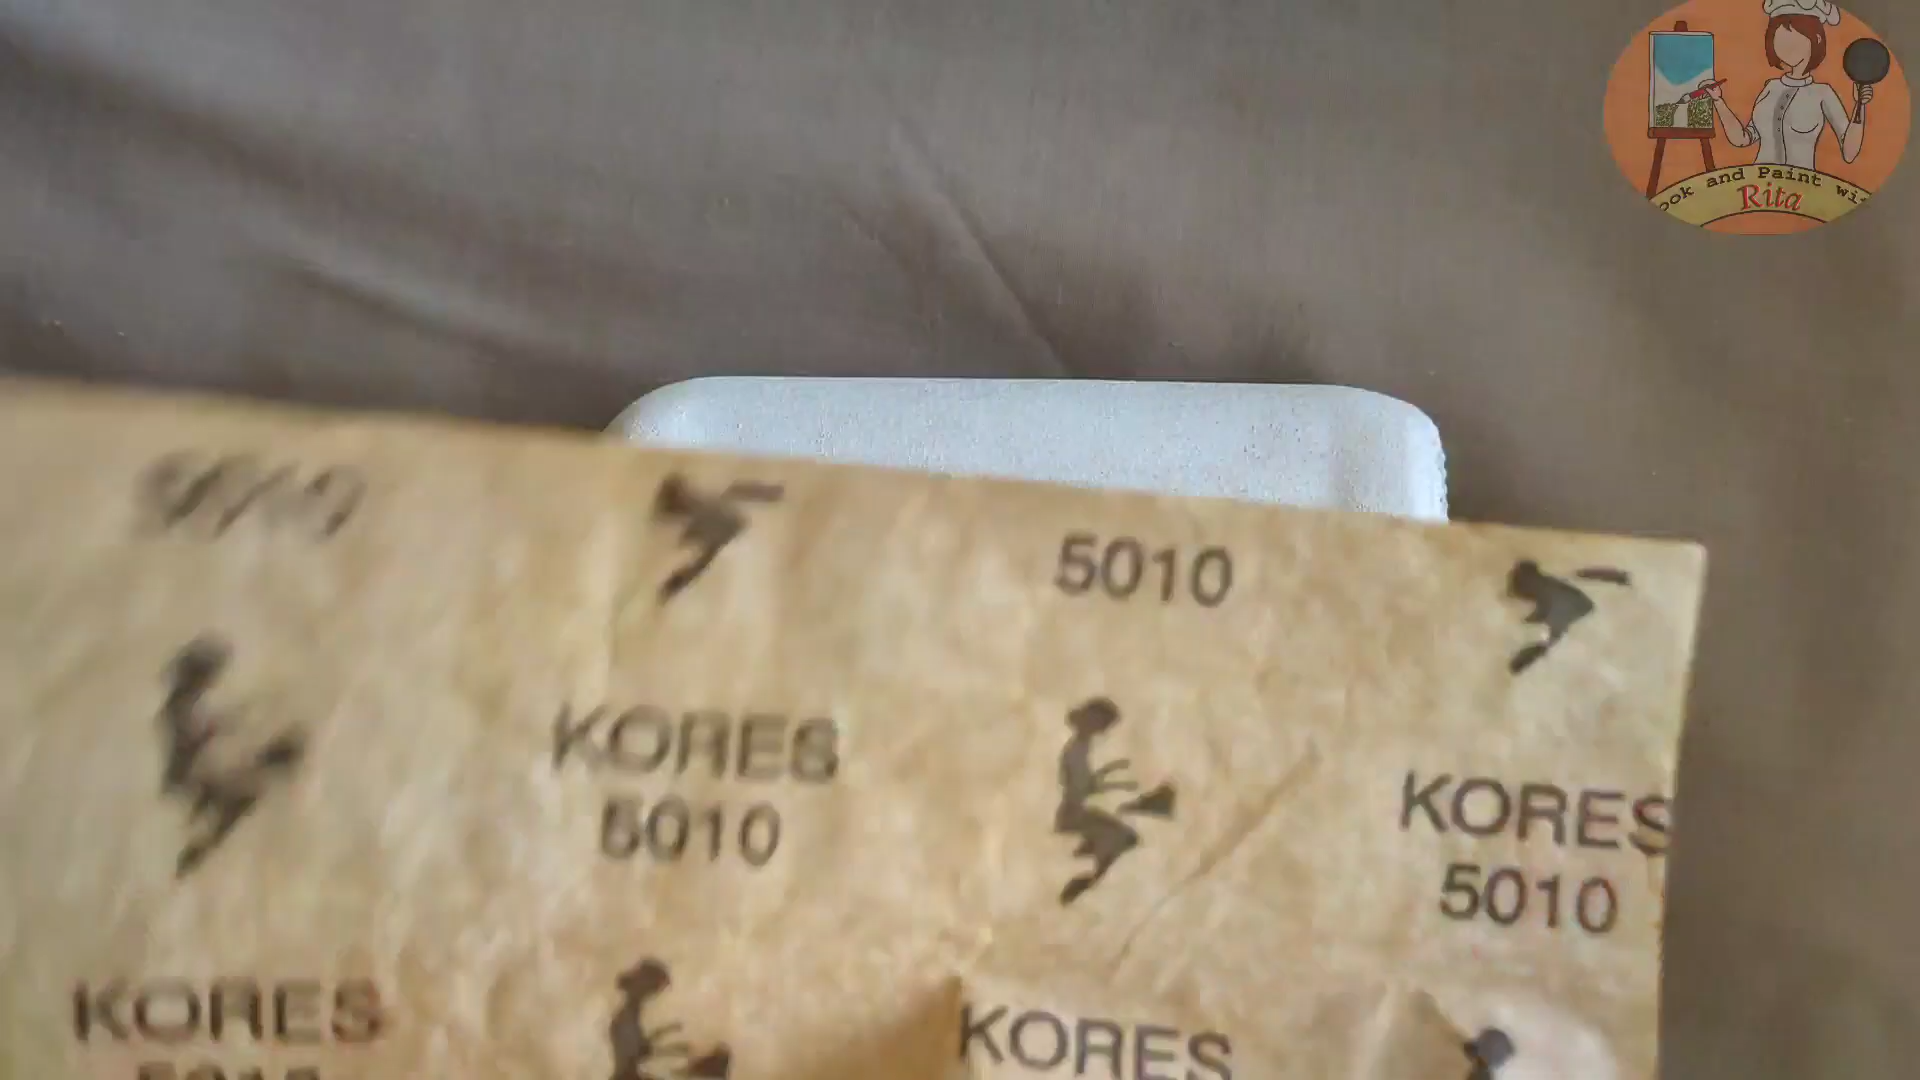 ook and Paint wi
Rita
5010
KORES
5010
KORES
5010
KORES
KORES